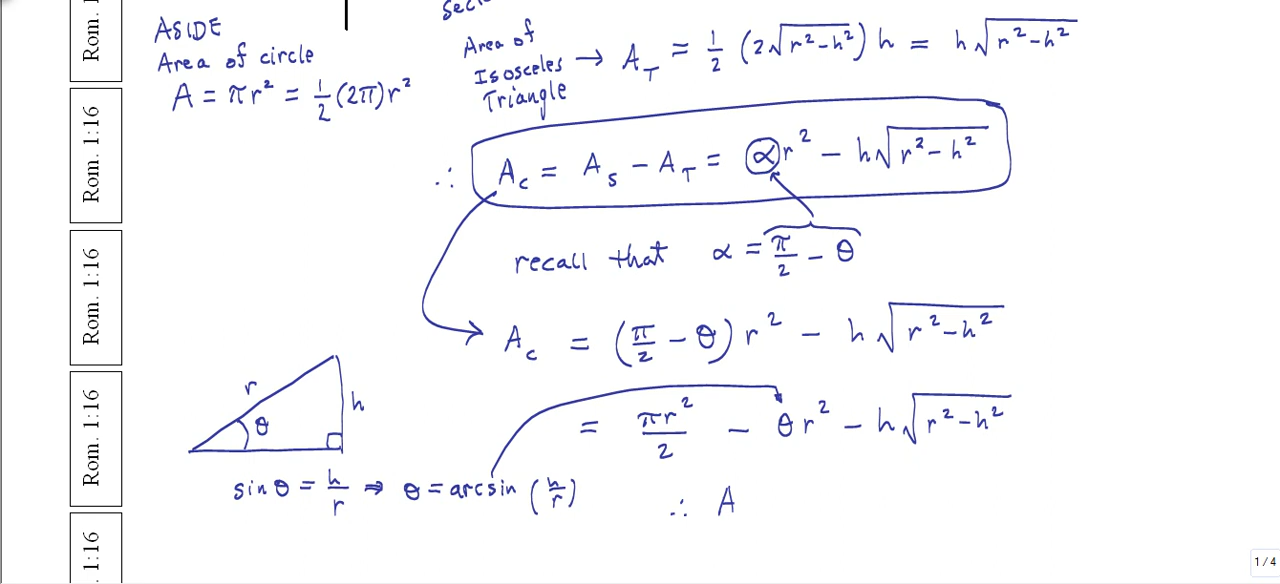 Rom. 1:16
Rom. 1:16
Rom. 1:16
Rom. 1:16
1:16
ASIDE
Area of circle
A = πr² = ½(2π)r²
Area of
Isosceles → A_T = ½ (2√(r²-h²)) h = h√(r²-h²)
Triangle
∴ A_c = A_s - A_T = αr² - h√(r²-h²)
recall that α = π/2 - θ
A_c = (π/2 - θ) r² - h√(r²-h²)
= πr²/2 - θr² - h√(r²-h²)
r
h
θ
sinθ = h/r ⇒ θ = arcsin (h/r)
∴ A
1/4